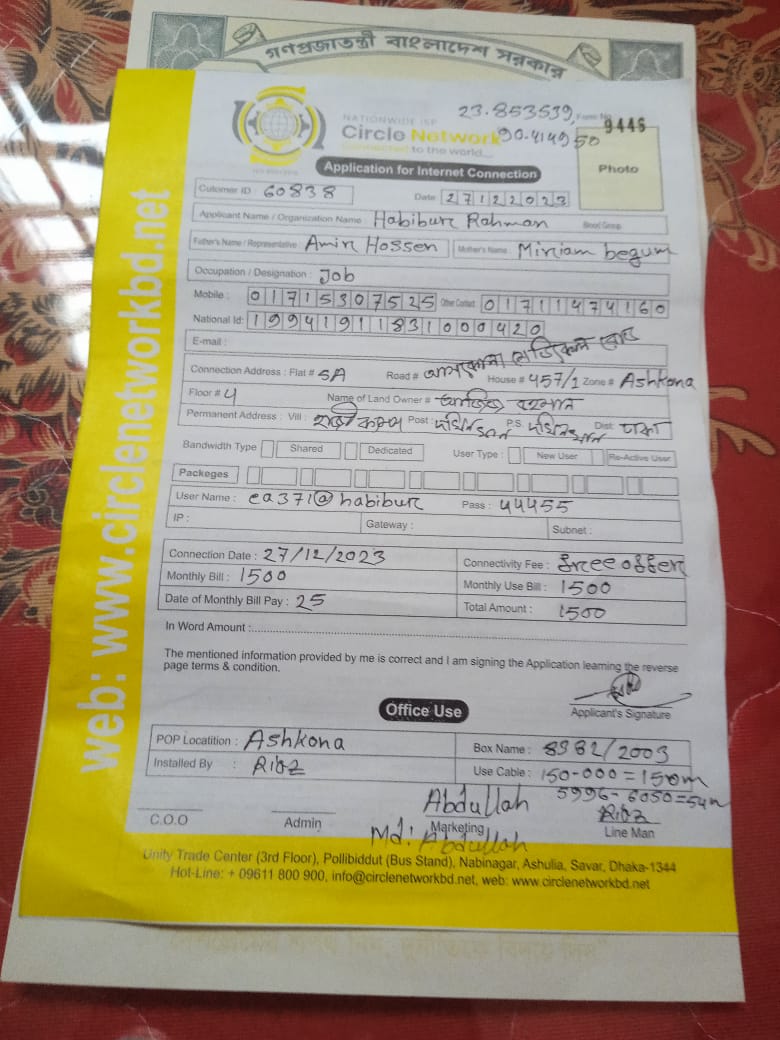 গণপ্রজাতন্ত্রী বাংলাদেশ সরকার
NATIONWIDE ISP
Circle Network
Connected to the world...
23.853539,
90.414950
Form No
9446
Photo
Application for Internet Connection
Cutomer ID : 60838 Date : 27122023
Applicant Name / Organization Name : Habibur Rahman Blood Group
Father's Name / Representative : Amir Hossen Mother's Name : Miriam begum
Occupation / Designation : Job
Mobile : 01715307525 Other Contact : 01711474160
National Id: 19941911831000420
E-mail :
Connection Address : Flat # 5A Road # House # 457/1 Zone # Ashkona
Floor # 4 Name of Land Owner # রহমান
Permanent Address : Vill : Post : P.S. Dist: ঢাকা
Bandwidth Type Shared Dedicated User Type : New User Re-Active User
Packeges
User Name : ea371@habibur Pass : 44455
IP : Gateway : Subnet :
Connection Date : 27/12/2023 Connectivity Fee : free offer
Monthly Bill : 1500 Monthly Use Bill : 1500
Date of Monthly Bill Pay : 25 Total Amount : 1500
In Word Amount :
The mentioned information provided by me is correct and I am signing the Application learning the reverse
page terms & condition.
Applicant's Signature
Office Use
POP Locatition : Ashkona Box Name : 8982/2003
Installed By : Use Cable : 150-000=150m
5996-6050=54m
Abdullah
C.O.O Admin Marketing Line Man
Md: Abdullah
Unity Trade Center (3rd Floor), Pollibiddut (Bus Stand), Nabinagar, Ashulia, Savar, Dhaka-1344
Hot-Line: + 09611 800 900, info@circlenetworkbd.net, web: www.circlenetworkbd.net
web: www.circlenetworkbd.net